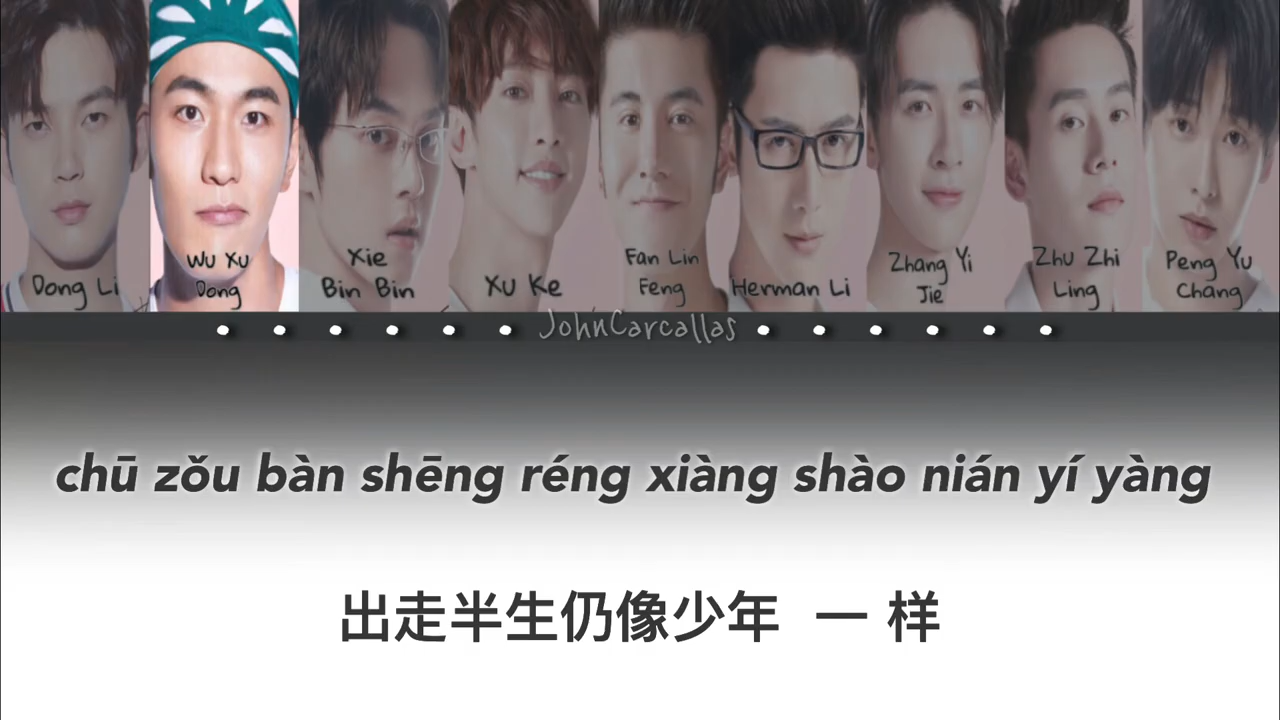 Dong Li
Wu Xu
Dong
Xie
Bin Bin
Xu Ke
Fan Lin
Feng
Herman Li
Zhang Yi
Jie
Zhu Zhi
Ling
Peng Yu
Chang
JohnCarcallas
chū zǒu bàn shēng réng xiàng shào nián yí yàng
出走半生仍像少年 一 样